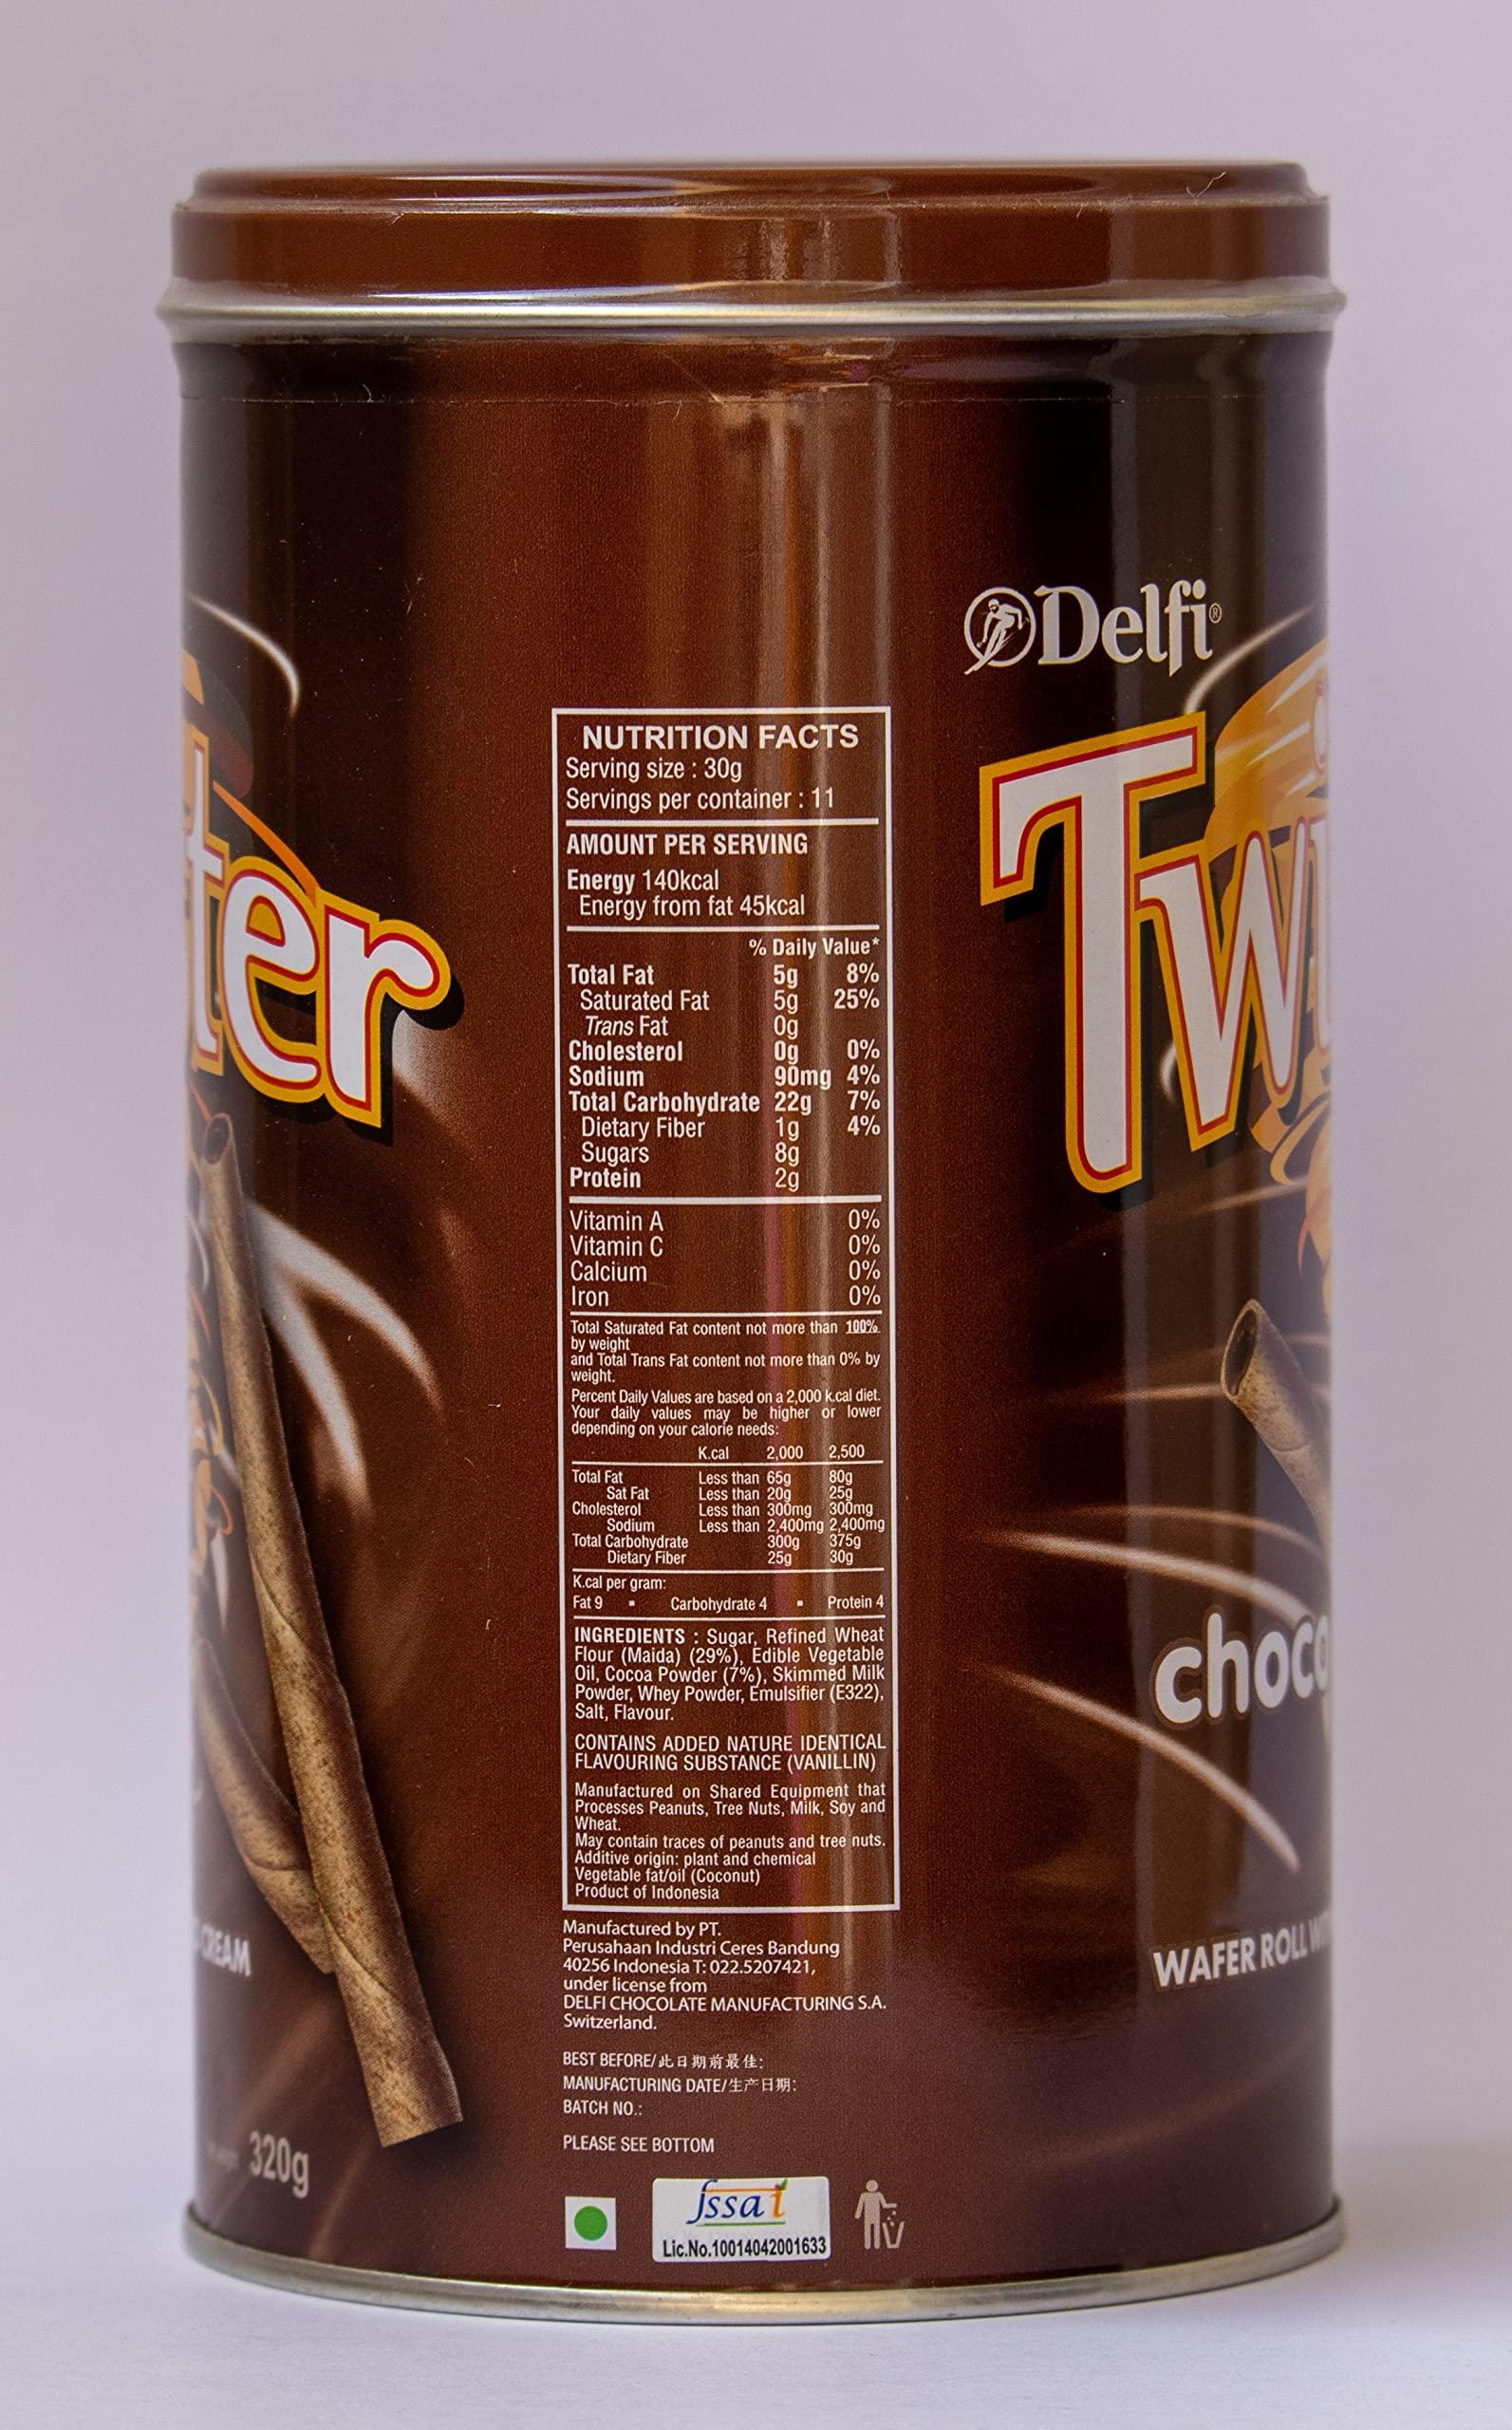 ter
CREAM
320g
NUTRITION FACTS
Serving size : 30g
Servings per container : 11
AMOUNT PER SERVING
Energy 140kcal
Energy from fat 45kcal
% Daily Value*
Total Fat 5g 8%
Saturated Fat 5g 25%
Trans Fat 0g
Cholesterol 0g 0%
Sodium 90mg 4%
Total Carbohydrate 22g 7%
Dietary Fiber 1g 4%
Sugars 8g
Protein 2g
Vitamin A 0%
Vitamin C 0%
Calcium 0%
Iron 0%
Total Saturated Fat content not more than 100%
by weight
and Total Trans Fat content not more than 0% by
weight.
Percent Daily Values are based on a 2,000 k.cal diet.
Your daily values may be higher or lower
depending on your calorie needs:
K.cal 2,000 2,500
Total Fat Less than 65g 80g
Sat Fat Less than 20g 25g
Cholesterol Less than 300mg 300mg
Sodium Less than 2,400mg 2,400mg
Total Carbohydrate 300g 375g
Dietary Fiber 25g 30g
K.cal per gram:
Fat 9 ▪ Carbohydrate 4 ▪ Protein 4
INGREDIENTS : Sugar, Refined Wheat
Flour (Maida) (29%), Edible Vegetable
Oil, Cocoa Powder (7%), Skimmed Milk
Powder, Whey Powder, Emulsifier (E322),
Salt, Flavour.
CONTAINS ADDED NATURE IDENTICAL
FLAVOURING SUBSTANCE (VANILLIN)
Manufactured on Shared Equipment that
Processes Peanuts, Tree Nuts, Milk, Soy and
Wheat.
May contain traces of peanuts and tree nuts.
Additive origin: plant and chemical
Vegetable fat/oil (Coconut)
Product of Indonesia
Manufactured by PT.
Perusahaan Industri Ceres Bandung
40256 Indonesia T: 022.5207421,
under license from
DELFI CHOCOLATE MANUFACTURING S.A.
Switzerland.
BEST BEFORE/此日期前最佳:
MANUFACTURING DATE/生产日期:
BATCH NO.:
PLEASE SEE BOTTOM
fssai
Lic.No.10014042001633
Delfi®
Twi
choco
WAFER ROLL WIT